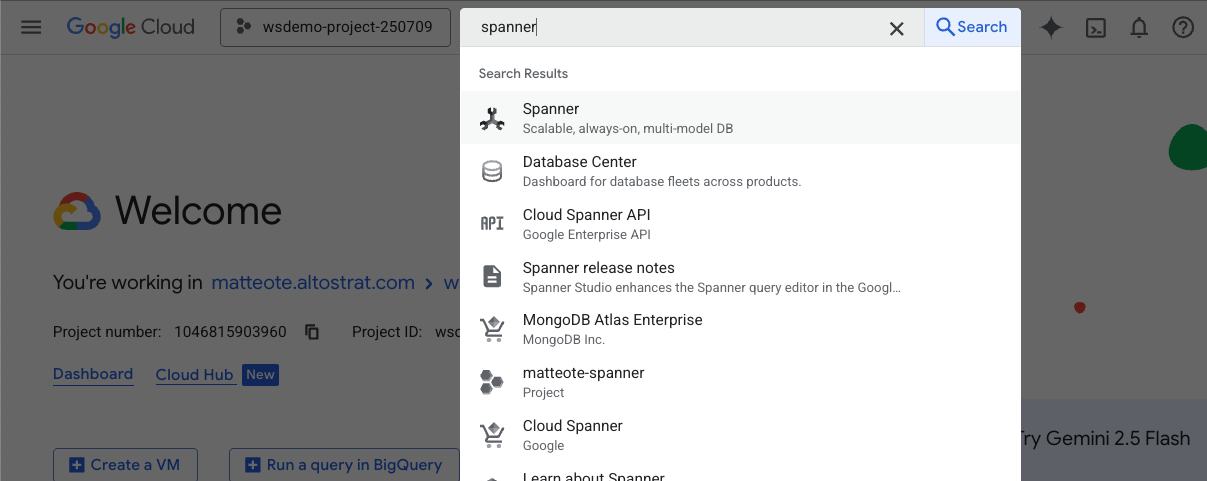 Google Cloud
wsdemo-project-250709
spanner
Search
Search Results
Spanner
Scalable, always-on, multi-model DB
Database Center
Dashboard for database fleets across products.
API
Cloud Spanner API
Google Enterprise API
Spanner release notes
Spanner Studio enhances the Spanner query editor in the Googl...
MongoDB Atlas Enterprise
MongoDB Inc.
matteote-spanner
Project
Cloud Spanner
Google
Learn about Spanner
Welcome
You're working in matteote.altostrat.com > w
Project number: 1046815903960 Project ID: wsd
Dashboard Cloud Hub New
Create a VM Run a query in BigQuery
Try Gemini 2.5 Flash